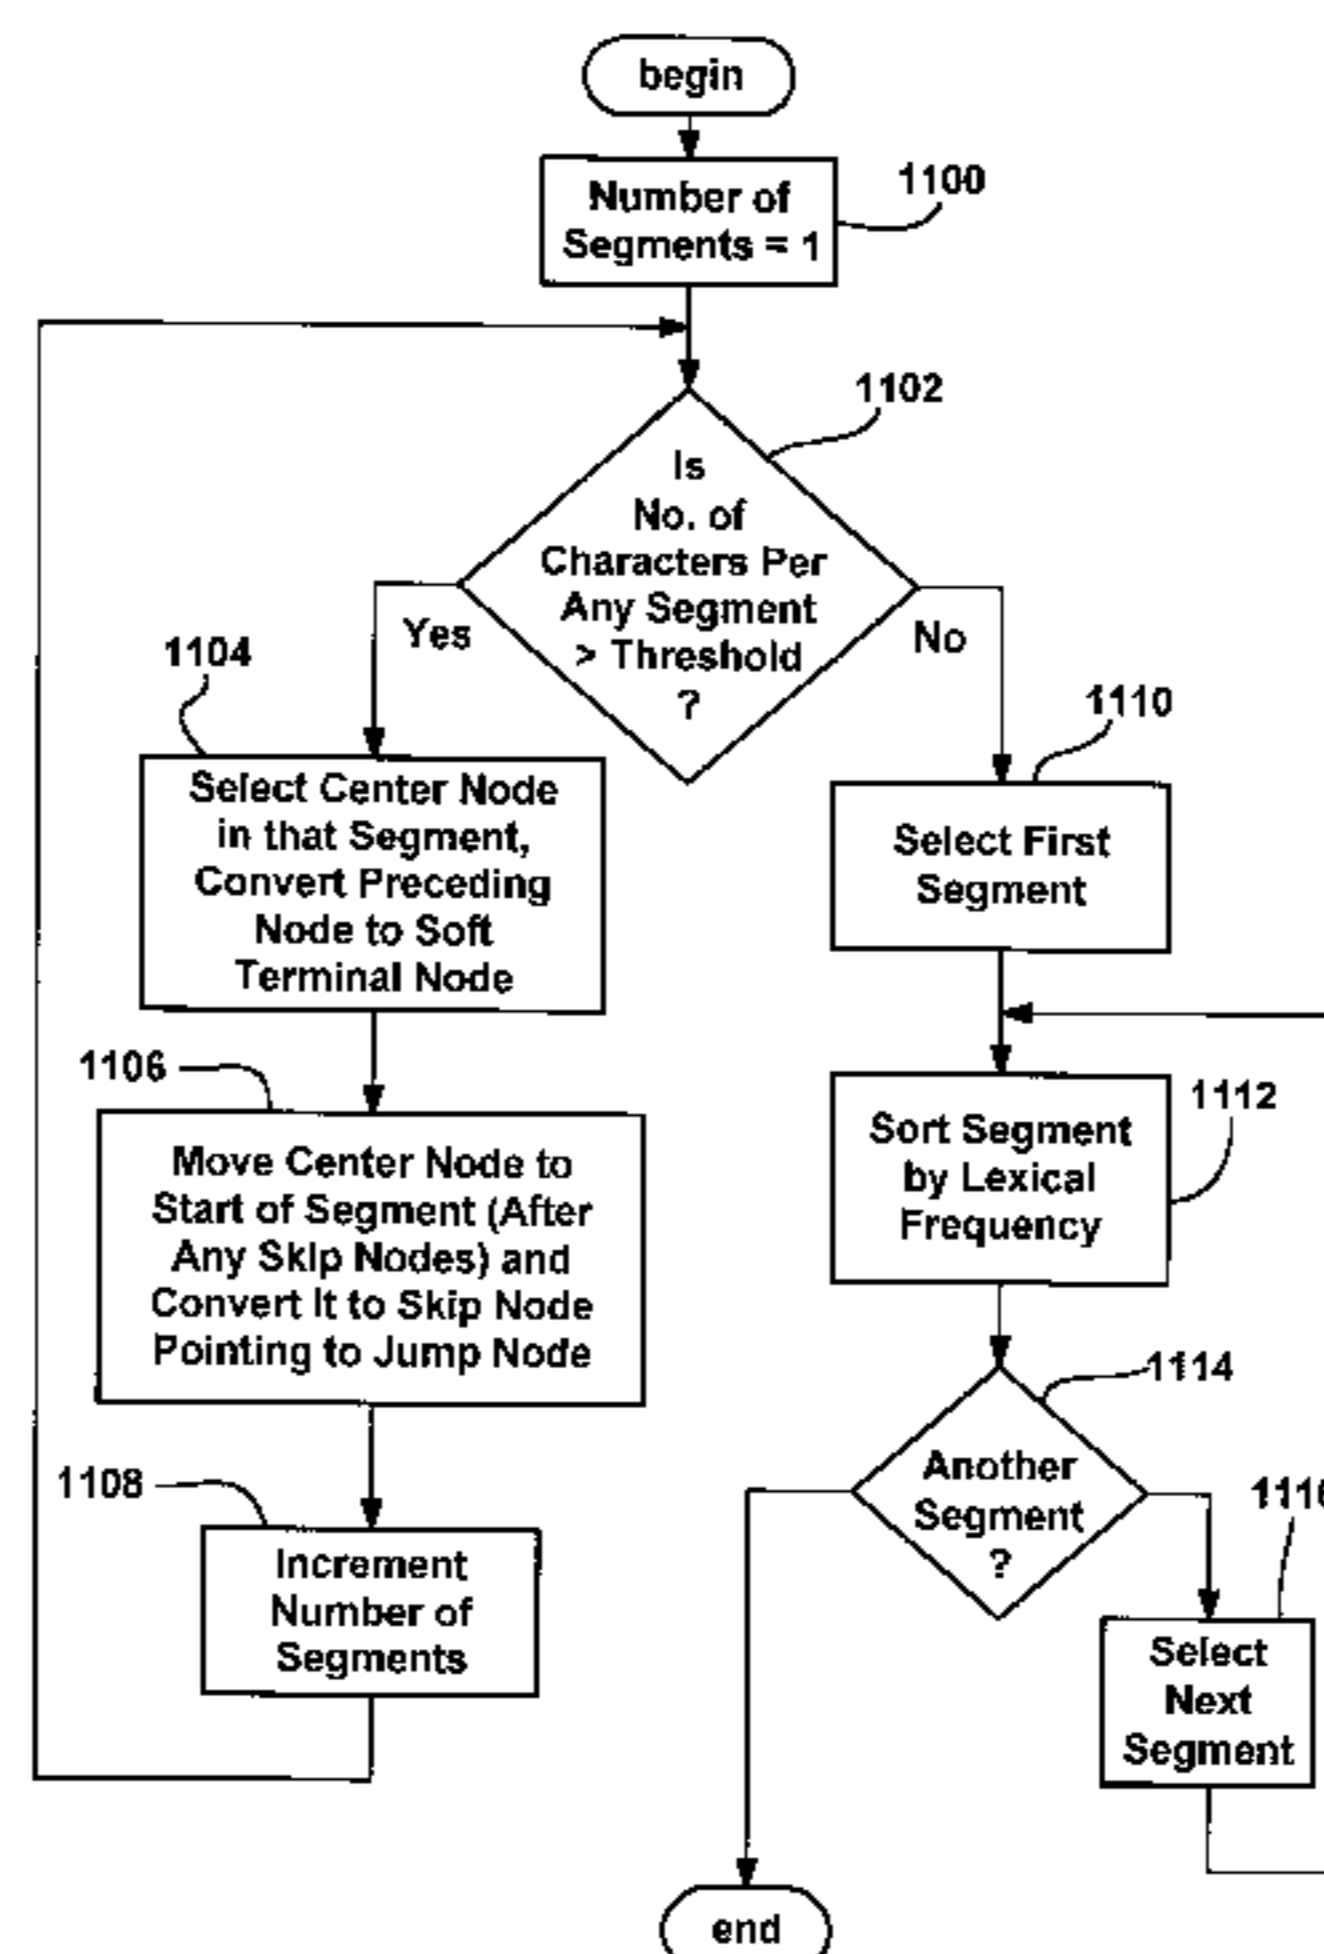 begin
Number of
Segments = 1
1100
1102
Is
No. of
Characters Per
Any Segment
> Threshold
?
Yes
No
1104
Select Center Node
in that Segment,
Convert Preceding
Node to Soft
Terminal Node
1110
Select First
Segment
1106
Move Center Node to
Start of Segment (After
Any Skip Nodes) and
Convert It to Skip Node
Pointing to Jump Node
1112
Sort Segment
by Lexical
Frequency
1114
Another
Segment
?
1108
Increment
Number of
Segments
1116
Select
Next
Segment
end